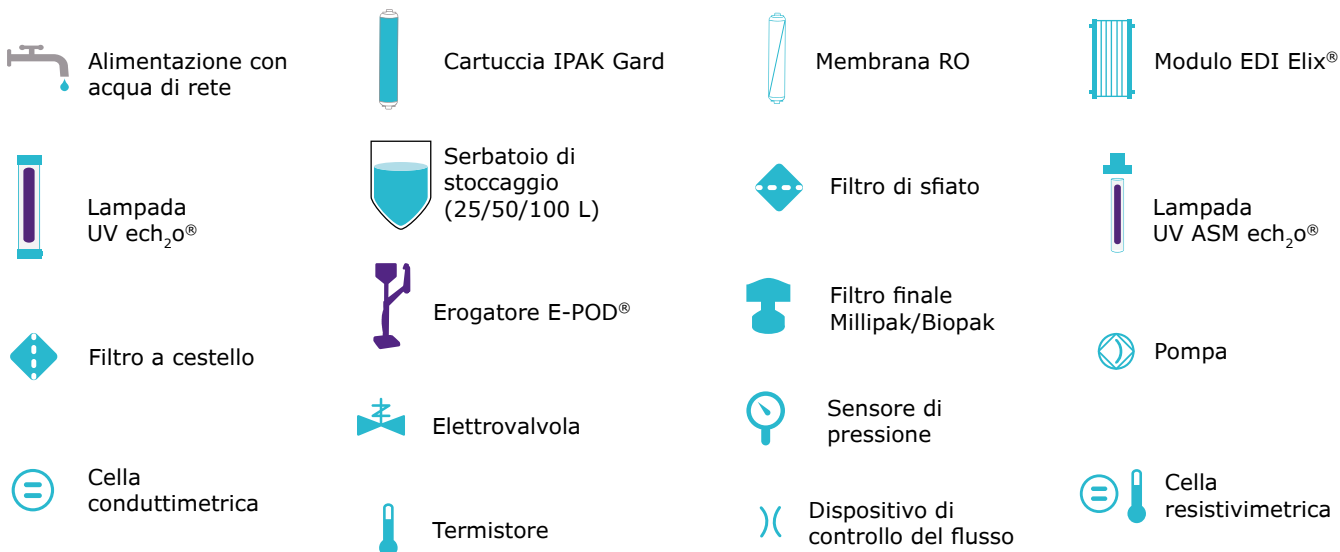 Alimentazione con
acqua di rete
Cartuccia IPAK Gard
Membrana RO
Modulo EDI Elix®
Lampada
UV ech₂o®
Serbatoio di
stoccaggio
(25/50/100 L)
Filtro di sfiato
Lampada
UV ASM ech₂o®
Erogatore E-POD®
Filtro finale
Millipak/Biopak
Filtro a cestello
Pompa
Elettrovalvola
Sensore di
pressione
Cella
conduttimetrica
Termistore
Dispositivo di
controllo del flusso
Cella
resistivimetrica